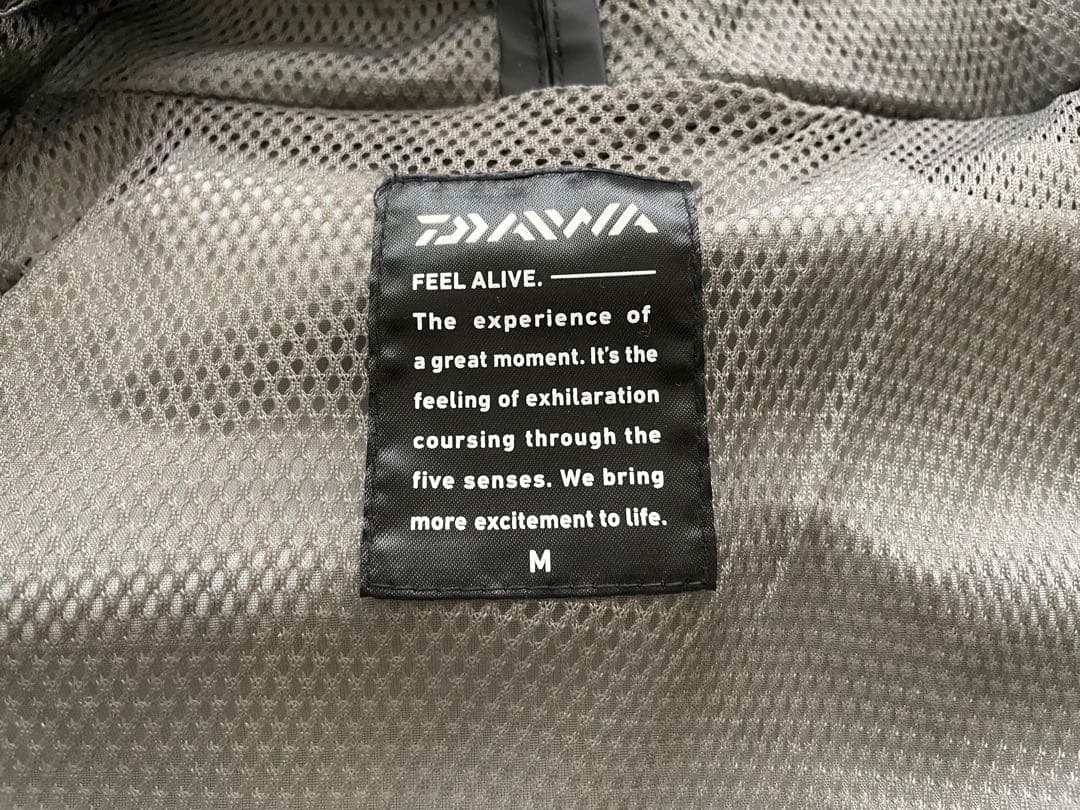 DAIWA
FEEL ALIVE.
The experience of
a great moment. It's the
feeling of exhilaration
coursing through the
five senses. We bring
more excitement to life.
M